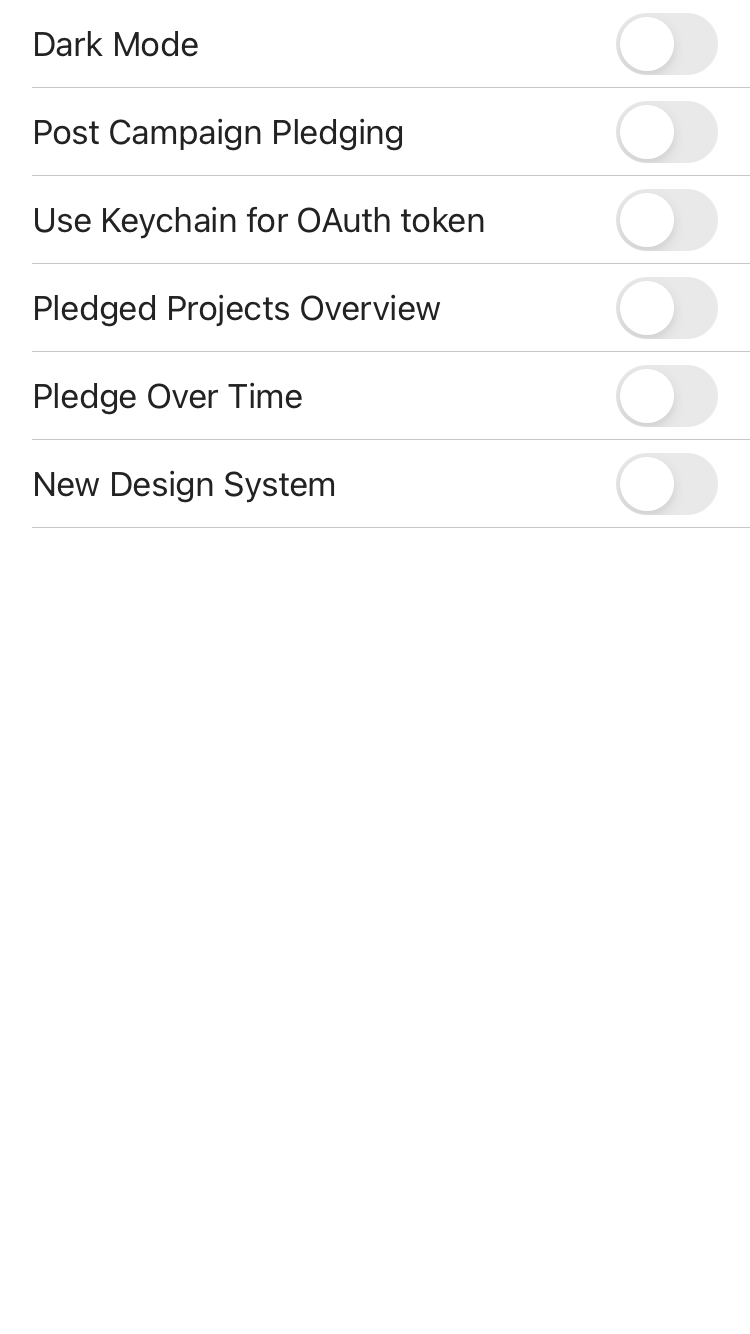 Dark Mode
Post Campaign Pledging
Use Keychain for OAuth token
Pledged Projects Overview
Pledge Over Time
New Design System